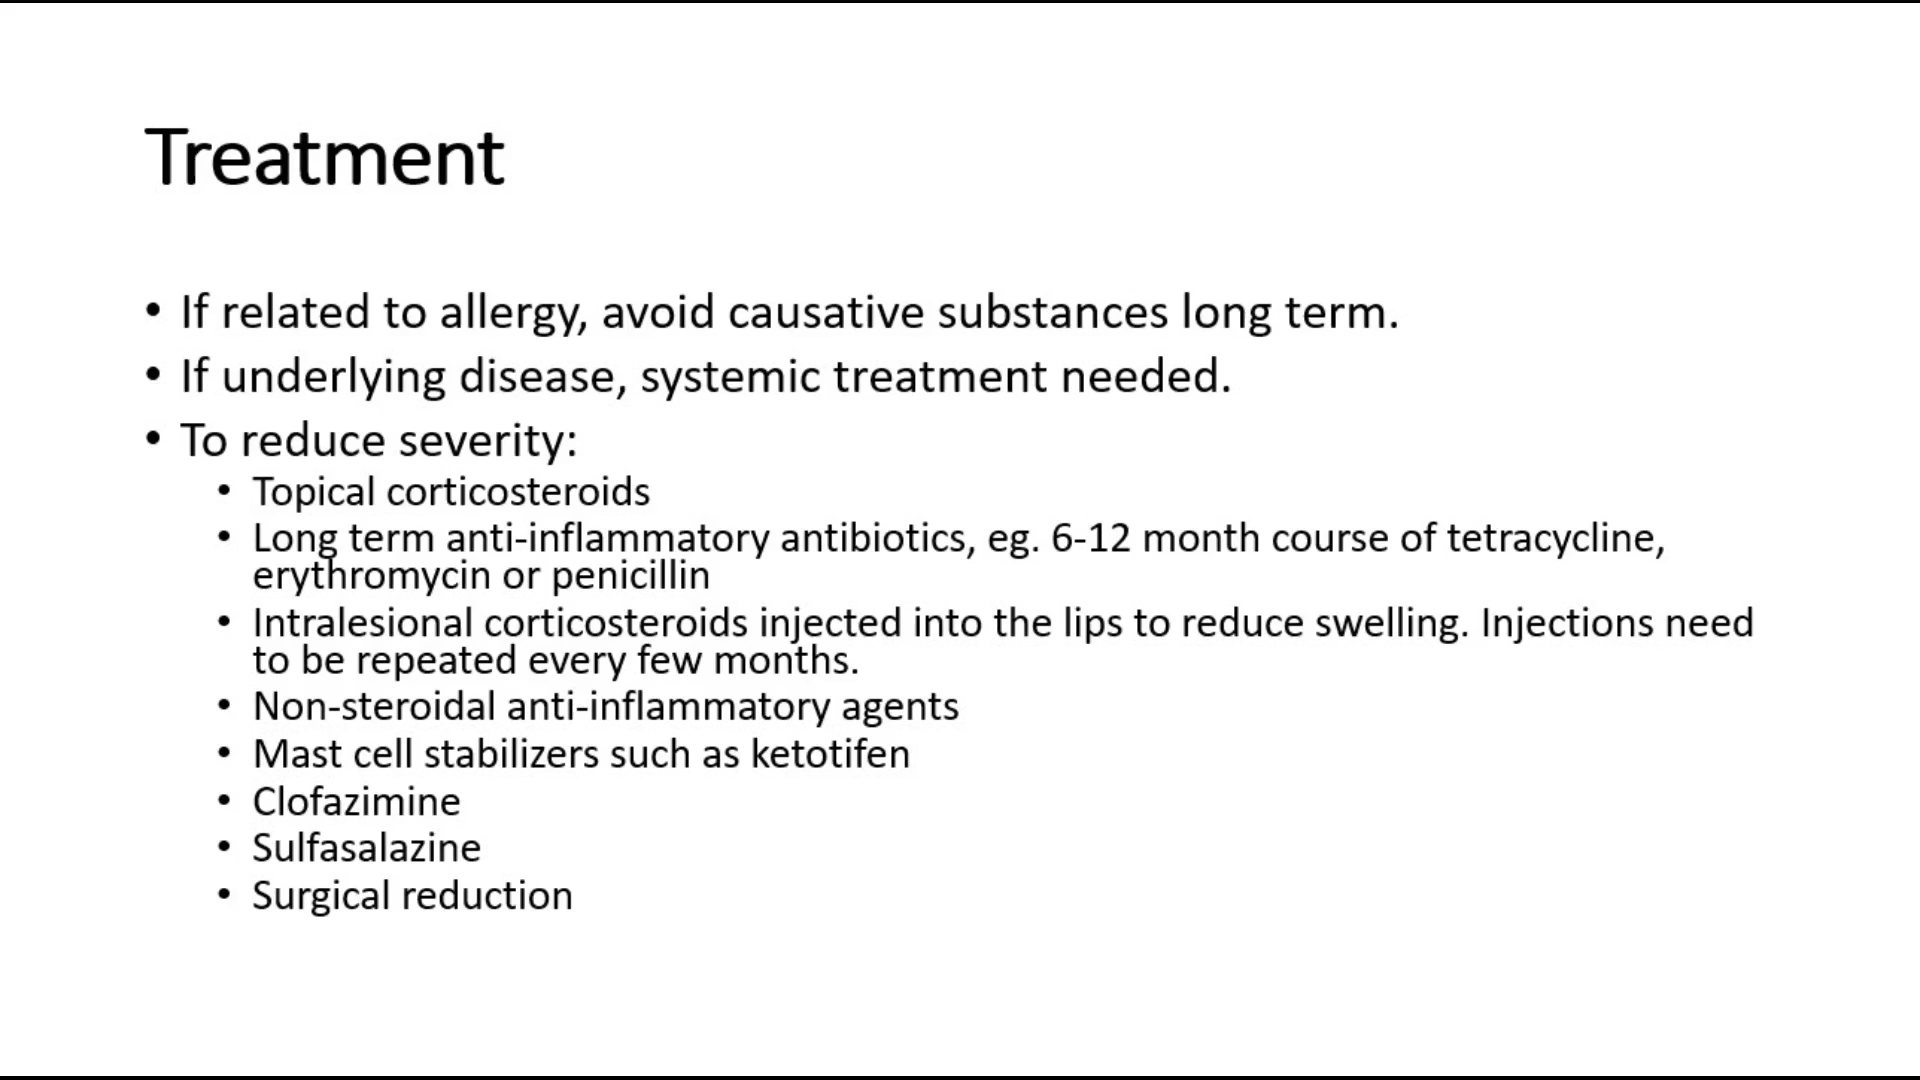 Treatment
• If related to allergy, avoid causative substances long term.
• If underlying disease, systemic treatment needed.
• To reduce severity:
• Topical corticosteroids
• Long term anti-inflammatory antibiotics, eg. 6-12 month course of tetracycline,
erythromycin or penicillin
• Intralesional corticosteroids injected into the lips to reduce swelling. Injections need
to be repeated every few months.
• Non-steroidal anti-inflammatory agents
• Mast cell stabilizers such as ketotifen
• Clofazimine
• Sulfasalazine
• Surgical reduction